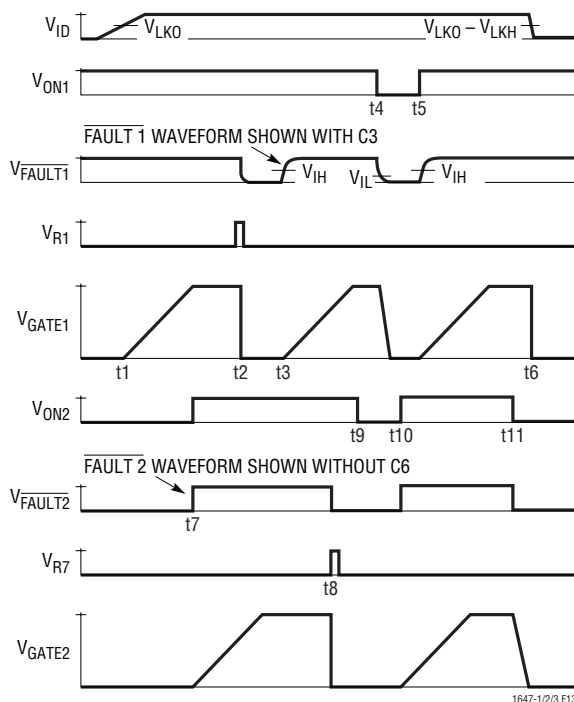 V_ID
V_LKO
V_LKO – V_LKH
V_ON1
t4 t5
FAULT 1 WAVEFORM SHOWN WITH C3
V_FAULT1
V_IH V_IL V_IH
V_R1
V_GATE1
t1 t2 t3 t6
V_ON2
t9 t10 t11
FAULT 2 WAVEFORM SHOWN WITHOUT C6
V_FAULT2
t7
V_R7
t8
V_GATE2
1647-1/2/3 F13